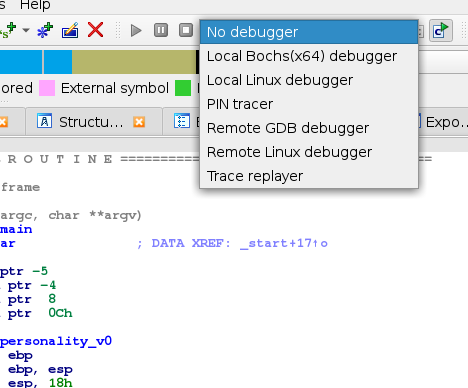 Help
No debugger
Local Bochs(x64) debugger
Local Linux debugger
PIN tracer
Remote GDB debugger
Remote Linux debugger
Trace replayer
External symbol
Structu...
Expo...
R O U T I N E
frame
argc, char **argv)
main
; DATA XREF: _start+17↑o
ptr -5
ptr -4
ptr 8
ptr 0Ch
personality_v0
ebp
ebp, esp
esp, 18h